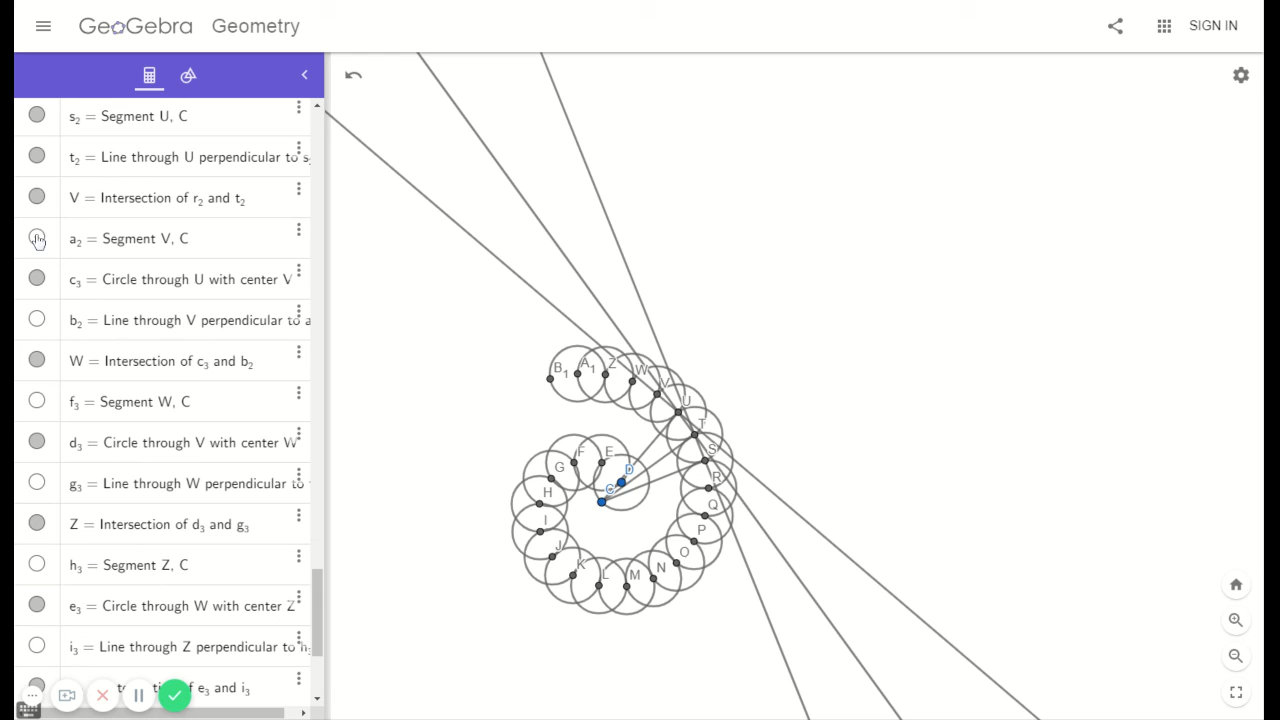 GeoGebra Geometry
SIGN IN
s₂ = Segment U, C
t₂ = Line through U perpendicular to s₂
V = Intersection of r₂ and t₂
a₂ = Segment V, C
c₃ = Circle through U with center V
b₂ = Line through V perpendicular to a
W = Intersection of c₃ and b₂
f₃ = Segment W, C
d₃ = Circle through V with center W
g₃ = Line through W perpendicular to
Z = Intersection of d₃ and g₃
h₃ = Segment Z, C
e₃ = Circle through W with center Z
i₃ = Line through Z perpendicular to h₃
of e₃ and i₃
B₁ A₁ Z W V U T S R Q P O N M L K J I H G F E D C